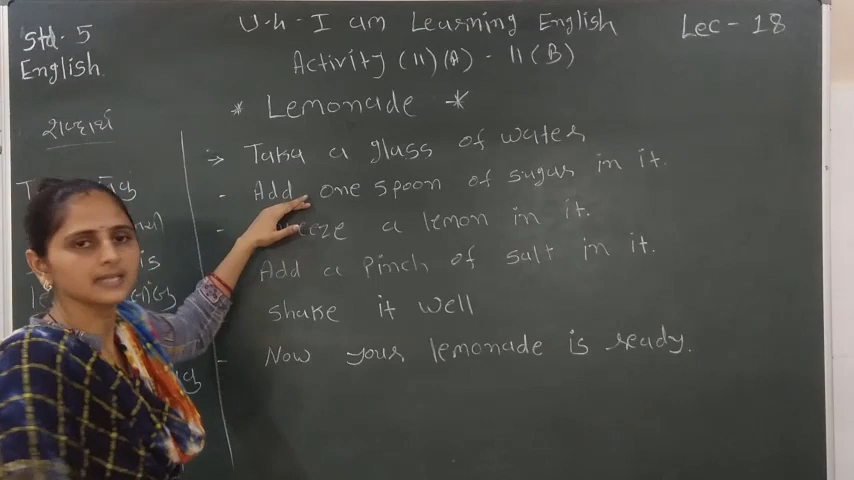 Std. 5
English
U.4 - I am Learning English
Lec - 18
Activity (11)(A) - 11(B)
* Lemonade *
શબ્દાર્થ
→ Take a glass of water
- Add one spoon of sugar in it.
- a lemon in it.
Add a Pinch of salt in it.
shake it well
- Now your lemonade is ready.